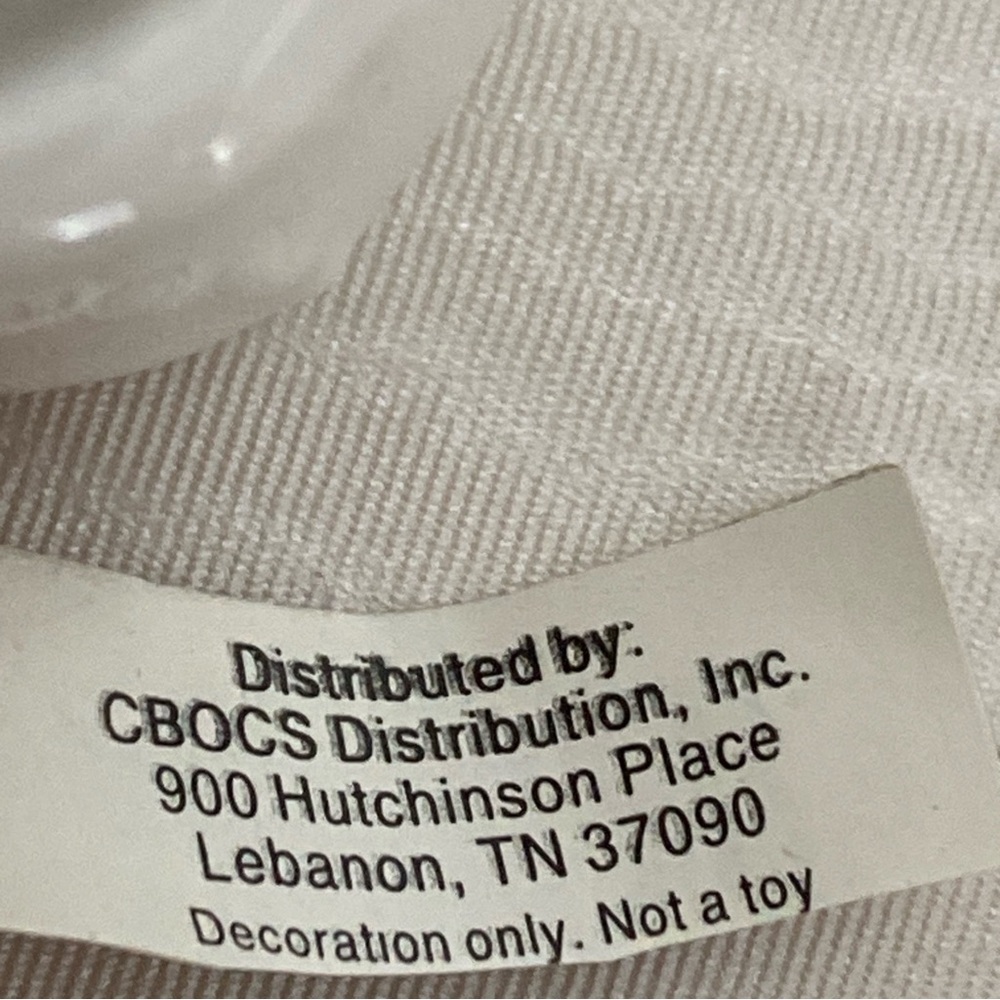 Distributed by:
CBOCS Distribution, Inc.
900 Hutchinson Place
Lebanon, TN 37090
Decoration only. Not a toy